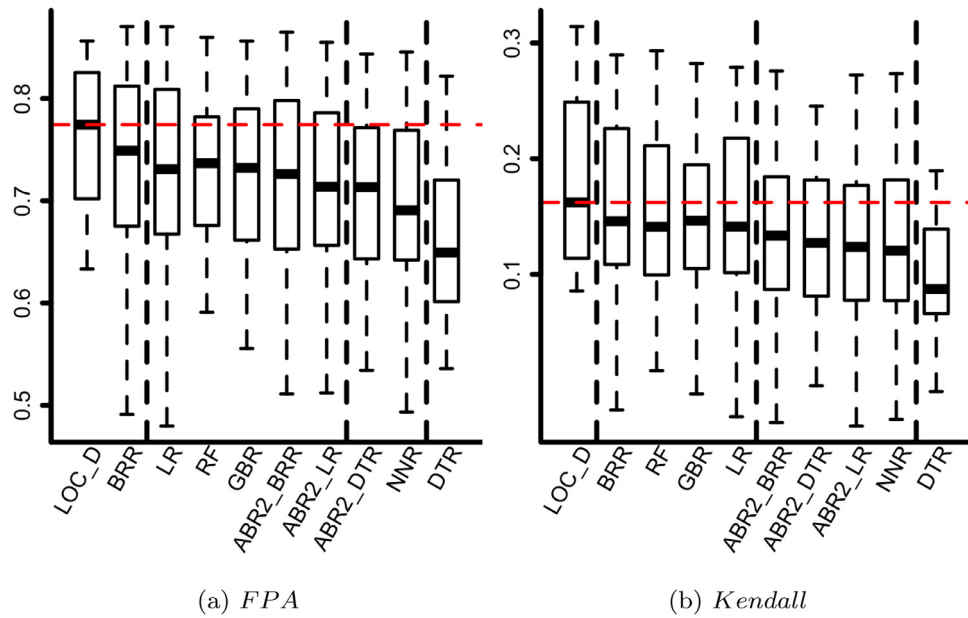 0.8
0.7
0.6
0.5
LOC_D
BRR
LR
RF
GBR
ABR2_BRR
ABR2_LR
ABR2_DTR
NNR
DTR
(a) FPA
0.3
0.2
0.1
LOC_D
BRR
RF
GBR
LR
ABR2_BRR
ABR2_DTR
ABR2_LR
NNR
DTR
(b) Kendall